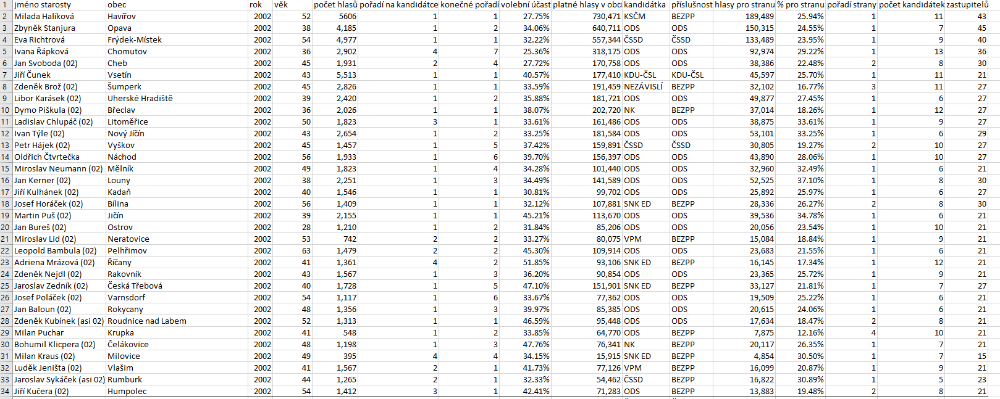 1 jméno starosty obec rok věk počet hlasů pořadí na kandidátce konečné pořadí volební účast platné hlasy v obci kandidátka příslušnost hlasy pro stranu % pro stranu pořadí strany počet kandidátek zastupitelů
2 Milada Halíková Havířov 2002 52 5606 1 1 27.75% 730,471 KSČM BEZPP 189,489 25.94% 1 11 43
3 Zbyněk Stanjura Opava 2002 38 4,185 1 2 34.06% 640,711 ODS ODS 150,315 24.55% 1 7 45
4 Eva Richtrová Frýdek-Místek 2002 54 4,977 1 1 32.22% 557,344 ČSSD ČSSD 133,489 23.95% 1 9 40
5 Ivana Řápková Chomutov 2002 36 2,902 4 7 25.36% 318,175 ODS ODS 92,974 29.22% 1 13 36
6 Jan Svoboda (02) Cheb 2002 45 1,931 2 4 27.72% 170,758 ODS ODS 38,386 22.48% 2 8 30
7 Jiří Čunek Vsetín 2002 43 5,513 1 1 40.57% 177,410 KDU-ČSL KDU-ČSL 45,597 25.70% 1 11 21
8 Zdeněk Brož (02) Šumperk 2002 45 2,826 1 1 33.59% 191,459 NEZÁVISLÍ BEZPP 32,102 16.77% 3 11 27
9 Libor Karásek (02) Uherské Hradiště 2002 39 2,420 1 2 35.88% 181,721 ODS ODS 49,877 27.45% 1 6 27
10 Dymo Piškula (02) Břeclav 2002 36 2,026 1 1 38.07% 202,720 NK BEZPP 37,014 18.26% 1 12 27
11 Ladislav Chlupáč (02) Litoměřice 2002 50 1,823 3 1 33.61% 161,486 ODS ODS 38,875 33.61% 1 9 27
12 Ivan Týle (02) Nový Jíčín 2002 43 2,654 1 2 33.25% 181,584 ODS ODS 53,101 33.25% 1 6 29
13 Petr Hájek (02) Vyškov 2002 45 1,457 1 5 37.42% 159,891 ČSSD ČSSD 30,805 19.27% 2 10 27
14 Oldřich Čtvrtečka Náchod 2002 56 1,933 1 6 39.70% 156,397 ODS ODS 43,890 28.06% 1 10 27
15 Miroslav Neumann (02) Mělník 2002 49 1,823 1 4 34.28% 101,440 ODS ODS 32,960 32.49% 1 6 21
16 Jan Kerner (02) Louny 2002 38 2,251 1 3 34.49% 141,589 ODS ODS 52,525 37.10% 1 8 30
17 Jiří Kulhánek (02) Kadaň 2002 40 1,546 1 1 30.81% 99,702 ODS ODS 25,892 25.97% 1 6 27
18 Josef Horáček (02) Bílina 2002 56 1,409 1 1 32.12% 107,881 SNK ED BEZPP 28,336 26.27% 2 8 30
19 Martin Puš (02) Jičín 2002 39 2,155 1 1 45.21% 113,670 ODS ODS 39,536 34.78% 1 6 21
20 Jan Bureš (02) Ostrov 2002 28 1,210 1 2 31.84% 85,206 ODS ODS 20,056 23.54% 1 10 21
21 Miroslav Lid (02) Neratovice 2002 53 742 2 2 33.27% 80,075 VPM BEZPP 15,084 18.84% 1 9 21
22 Leopold Bambula (02) Pelhřimov 2002 63 1,479 2 2 45.30% 109,914 ODS ODS 23,683 21.55% 1 6 21
23 Adriena Mrázová (02) Říčany 2002 41 1,361 4 2 51.85% 93,106 SNK ED BEZPP 16,145 17.34% 1 12 21
24 Zdeněk Nejdl (02) Rakovník 2002 43 1,567 1 3 36.20% 90,854 ODS ODS 23,365 25.72% 1 9 21
25 Jaroslav Zedník (02) Česká Třebová 2002 40 1,728 1 5 47.10% 151,901 SNK ED BEZPP 33,127 21.81% 1 7 27
26 Josef Poláček (02) Varnsdorf 2002 54 1,117 1 6 33.67% 77,362 ODS ODS 19,509 25.22% 1 6 21
27 Jan Baloun (02) Rokycany 2002 48 1,356 1 3 39.97% 85,385 ODS ODS 20,615 24.06% 1 6 21
28 Zdeněk Kubínek (asi 02) Roudnice nad Labem 2002 52 1,313 1 1 46.59% 95,448 ODS ODS 17,634 18.47% 2 8 21
29 Milan Puchar Krupka 2002 41 548 1 2 33.85% 64,770 ODS BEZPP 7,875 12.16% 4 10 21
30 Bohumil Klicpera (02) Čelákovice 2002 48 1,198 1 3 47.76% 76,341 NK BEZPP 20,117 26.35% 1 7 21
31 Milan Kraus (02) Milovice 2002 49 395 4 4 34.15% 15,915 SNK ED BEZPP 4,854 30.50% 1 7 15
32 Luděk Jeništa (02) Vlašim 2002 41 1,567 2 1 41.73% 77,126 VPM BEZPP 16,099 20.87% 1 9 21
33 Jaroslav Sykáček (asi 02) Rumburk 2002 44 1,265 2 1 32.33% 54,462 ČSSD BEZPP 16,822 30.89% 1 5 23
34 Jiří Kučera (02) Humpolec 2002 54 1,412 3 1 42.41% 71,283 ODS BEZPP 13,883 19.48% 2 8 21